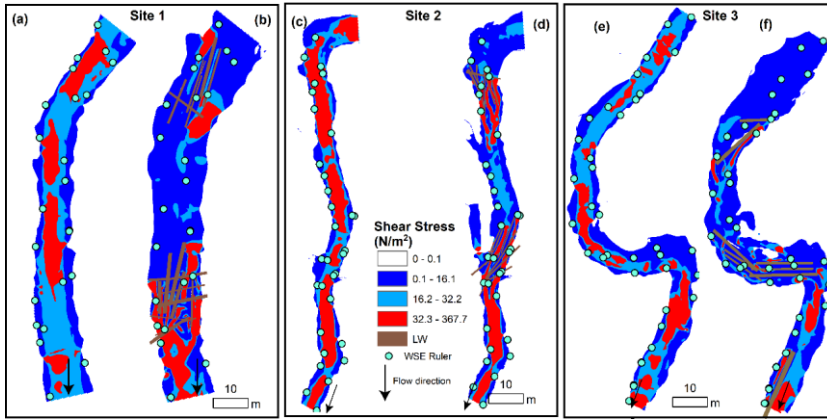 (a)
Site 1
(b)
(c)
Site 2
(d)
(e)
Site 3
(f)
Shear Stress
(N/m²)
0 - 0.1
0.1 - 16.1
16.2 - 32.2
32.3 - 367.7
LW
WSE Ruler
Flow direction
10
m
10
m
10
m